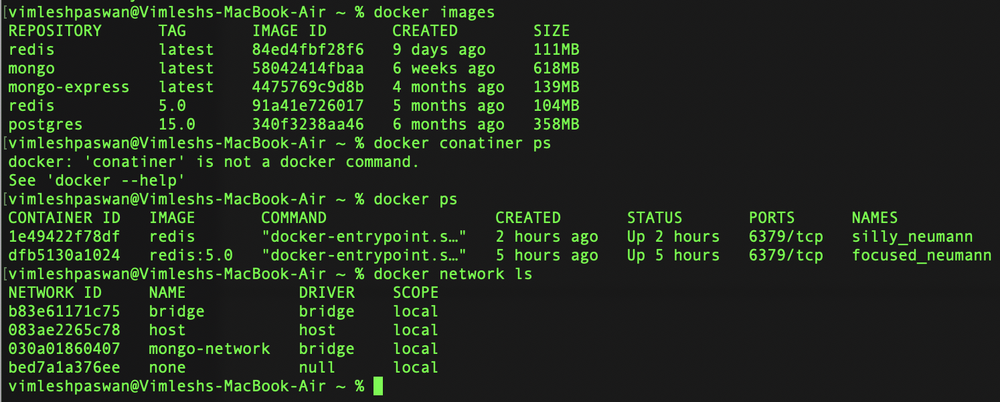 [vimleshpaswan@Vimleshs-MacBook-Air ~ % docker images
REPOSITORY      TAG       IMAGE ID       CREATED        SIZE
redis           latest    84ed4fbf28f6   9 days ago     111MB
mongo           latest    58042414fbaa   6 weeks ago    618MB
mongo-express   latest    4475769c9d8b   4 months ago   139MB
redis           5.0       91a41e726017   5 months ago   104MB
postgres        15.0      340f3238aa46   6 months ago   358MB
[vimleshpaswan@Vimleshs-MacBook-Air ~ % docker conatiner ps
docker: 'conatiner' is not a docker command.
See 'docker --help'
[vimleshpaswan@Vimleshs-MacBook-Air ~ % docker ps
CONTAINER ID   IMAGE       COMMAND                  CREATED       STATUS       PORTS      NAMES
1e49422f78df   redis       "docker-entrypoint.s…"   2 hours ago   Up 2 hours   6379/tcp   silly_neumann
dfb5130a1024   redis:5.0   "docker-entrypoint.s…"   5 hours ago   Up 5 hours   6379/tcp   focused_neumann
[vimleshpaswan@Vimleshs-MacBook-Air ~ % docker network ls
NETWORK ID     NAME            DRIVER    SCOPE
b83e61171c75   bridge          bridge    local
083ae2265c78   host            host      local
030a01860407   mongo-network   bridge    local
bed7a1a376ee   none            null      local
vimleshpaswan@Vimleshs-MacBook-Air ~ %